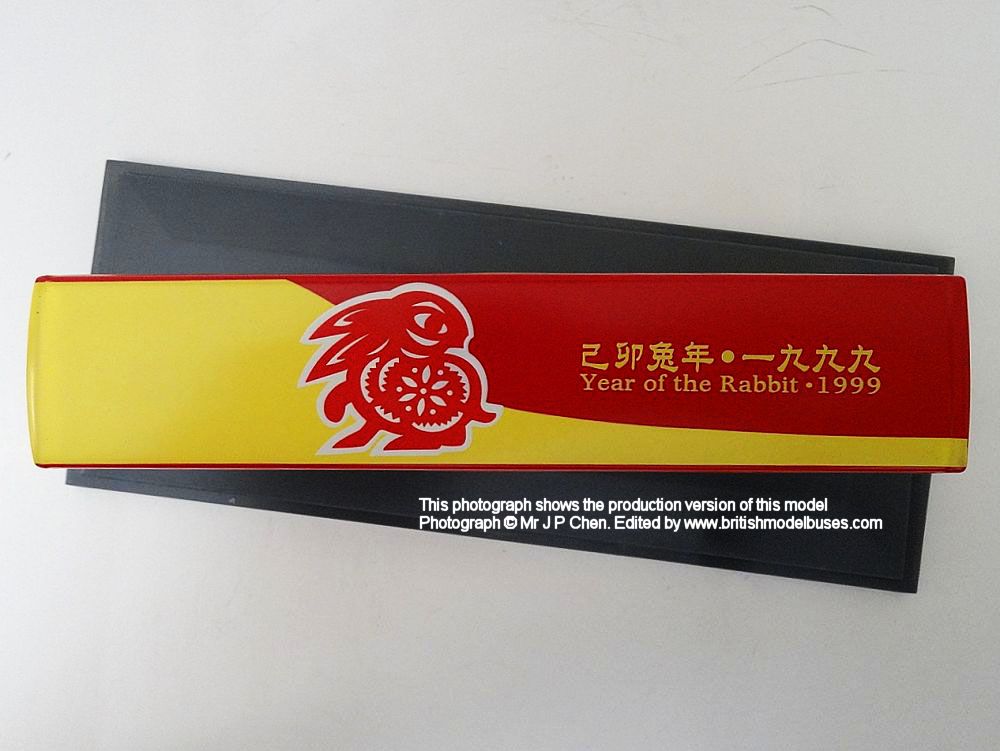 己卯兔年●一九九九
Year of the Rabbit · 1999
This photograph shows the production version of this model
Photograph © Mr J P Chen. Edited by www.britishmodelbuses.com